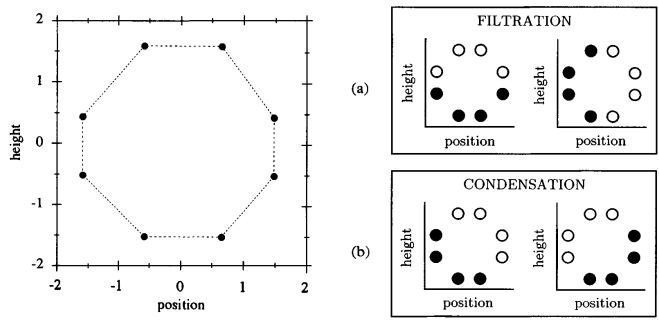 2
1
0
-1
-2
height
-2
-1
0
1
2
position
(a)
FILTRATION
height
position
height
position
(b)
CONDENSATION
height
position
height
position